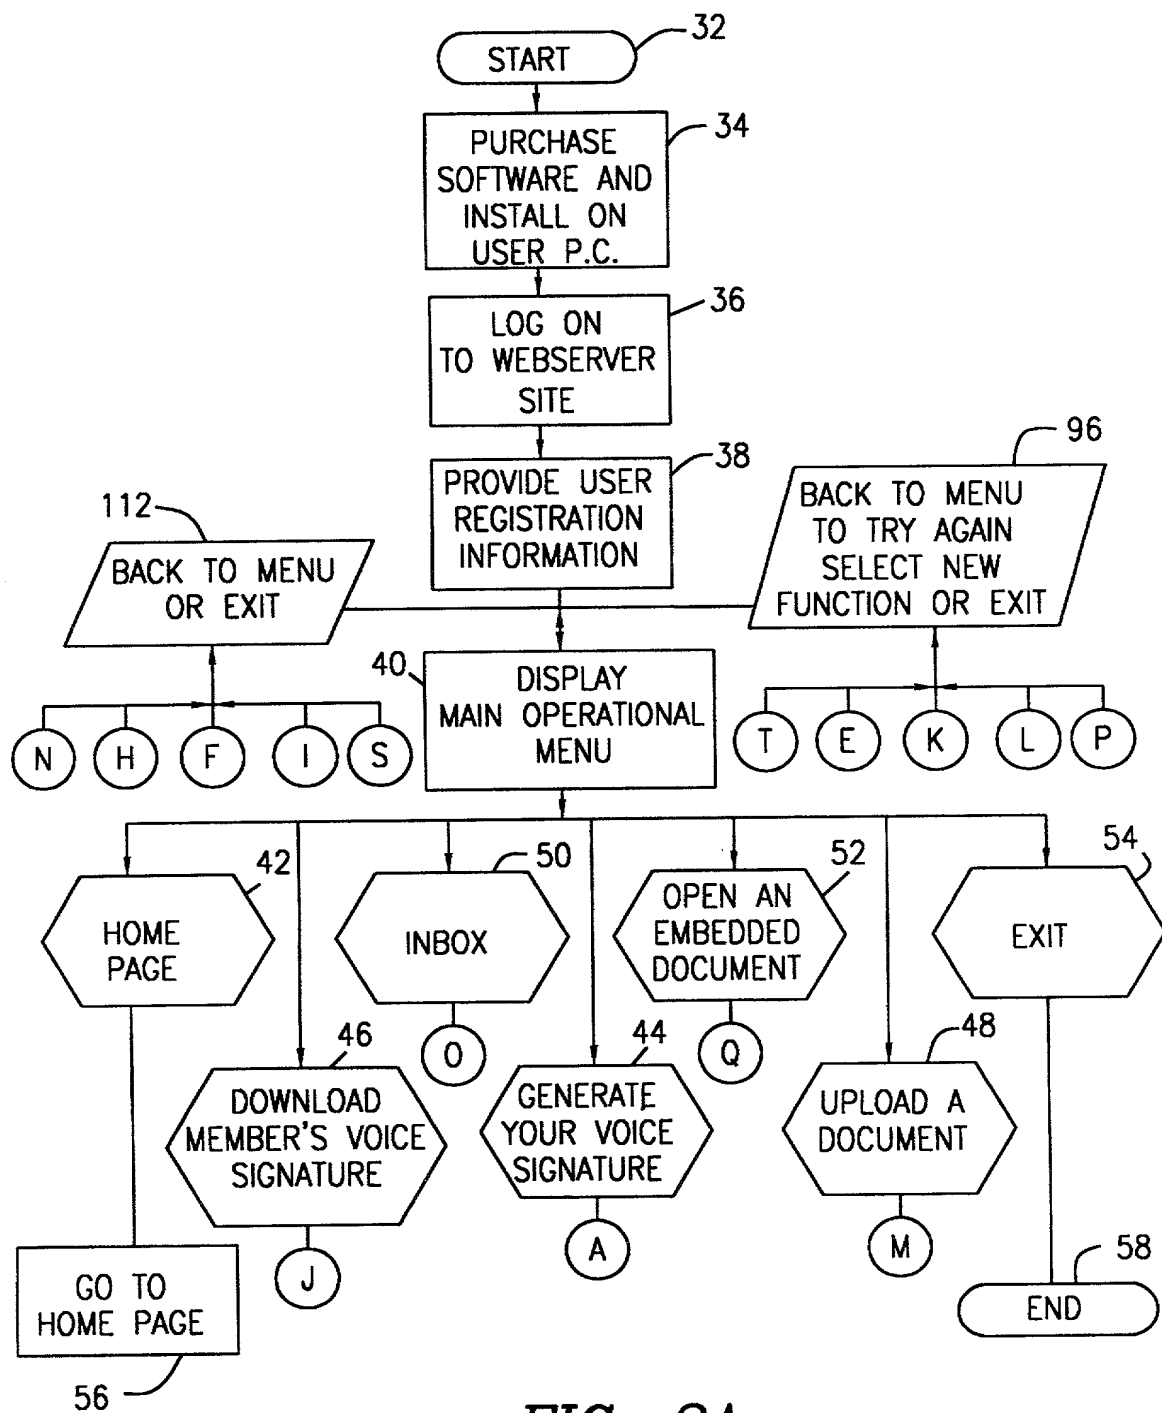 32
START
34
PURCHASE
SOFTWARE AND
INSTALL ON
USER P.C.
36
LOG ON
TO WEBSERVER
SITE
38
PROVIDE USER
REGISTRATION
INFORMATION
96
BACK TO MENU
TO TRY AGAIN
SELECT NEW
FUNCTION OR EXIT
112
BACK TO MENU
OR EXIT
40
DISPLAY
MAIN OPERATIONAL
MENU
N H F I S
T E K L P
42
HOME
PAGE
50
INBOX
52
OPEN AN
EMBEDDED
DOCUMENT
54
EXIT
O
Q
46
DOWNLOAD
MEMBER'S VOICE
SIGNATURE
44
GENERATE
YOUR VOICE
SIGNATURE
48
UPLOAD A
DOCUMENT
J
A
M
GO TO
HOME PAGE
56
58
END